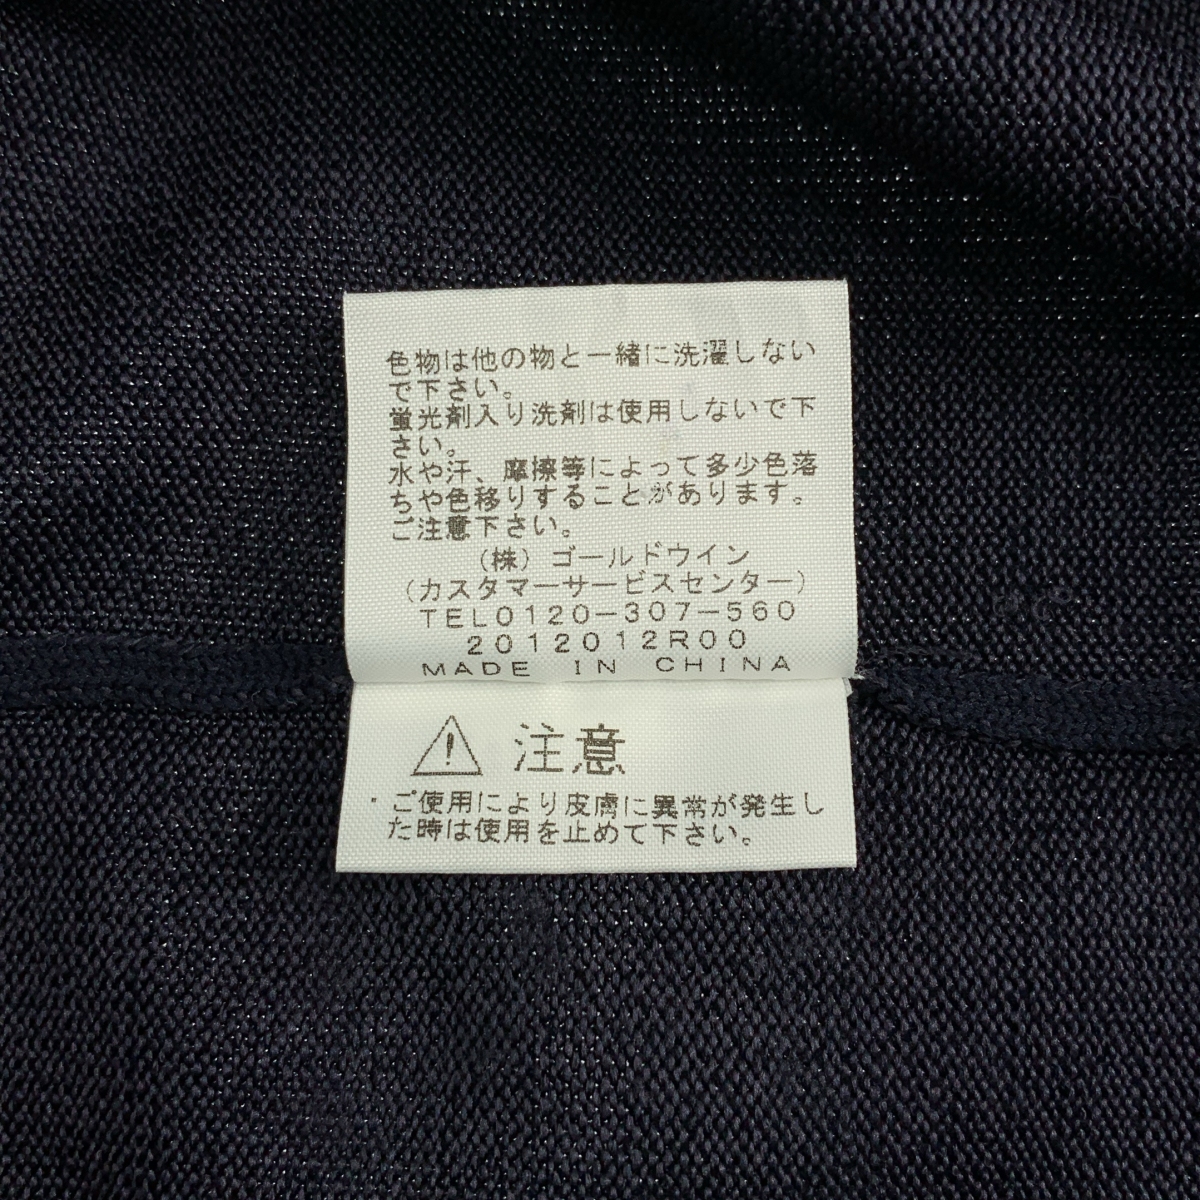 色物は他の物と一緒に洗濯しない
で下さい。
蛍光剤入り洗剤は使用しないで下
さい。
水や汗、摩擦等によって多少色落
ちや色移りすることがあります。
ご注意下さい。
(株)ゴールドウイン
(カスタマーサービスセンター)
TEL0120-307-560
2012012R00
MADE IN CHINA
注意
・ご使用により皮膚に異常が発生し
た時は使用を止めて下さい。